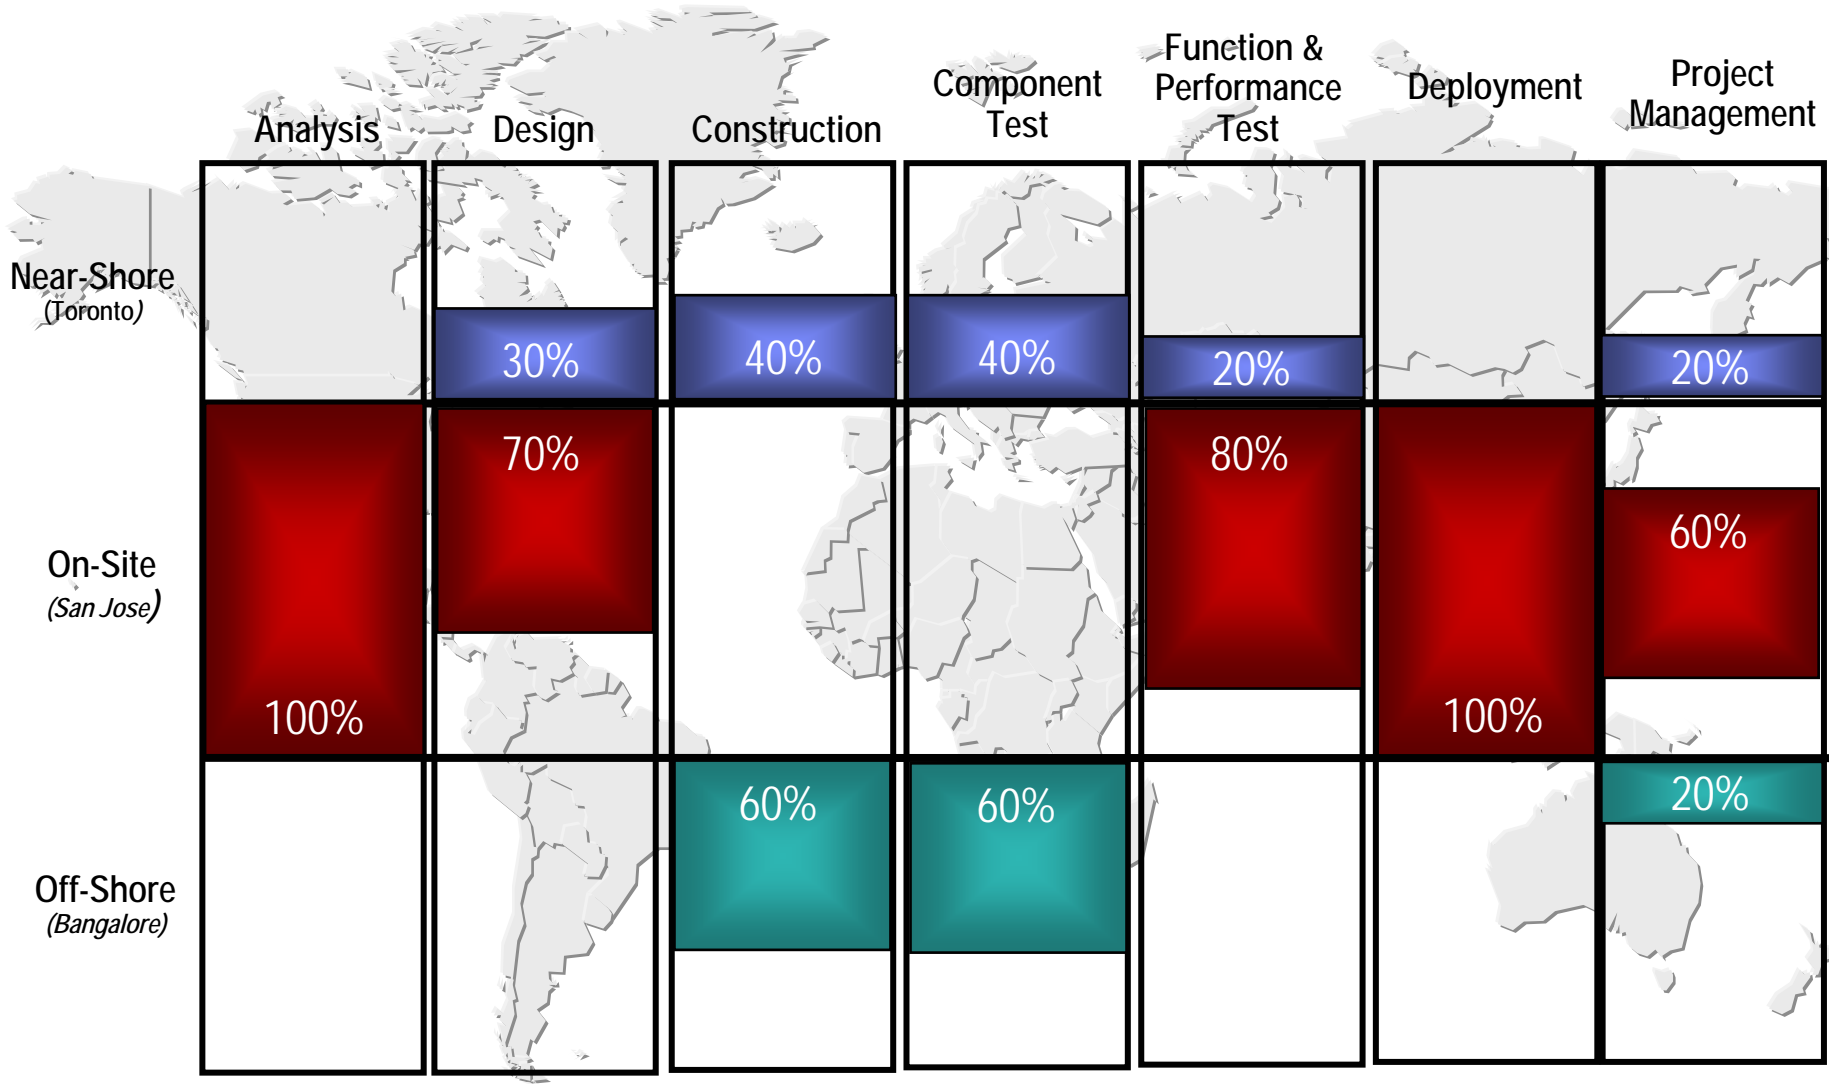 Analysis
Design
Construction
Component
Test
Function &
Performance
Test
Deployment
Project
Management
Near-Shore
(Toronto)
30%
40%
40%
20%
20%
On-Site
(San Jose)
100%
70%
80%
100%
60%
Off-Shore
(Bangalore)
60%
60%
20%